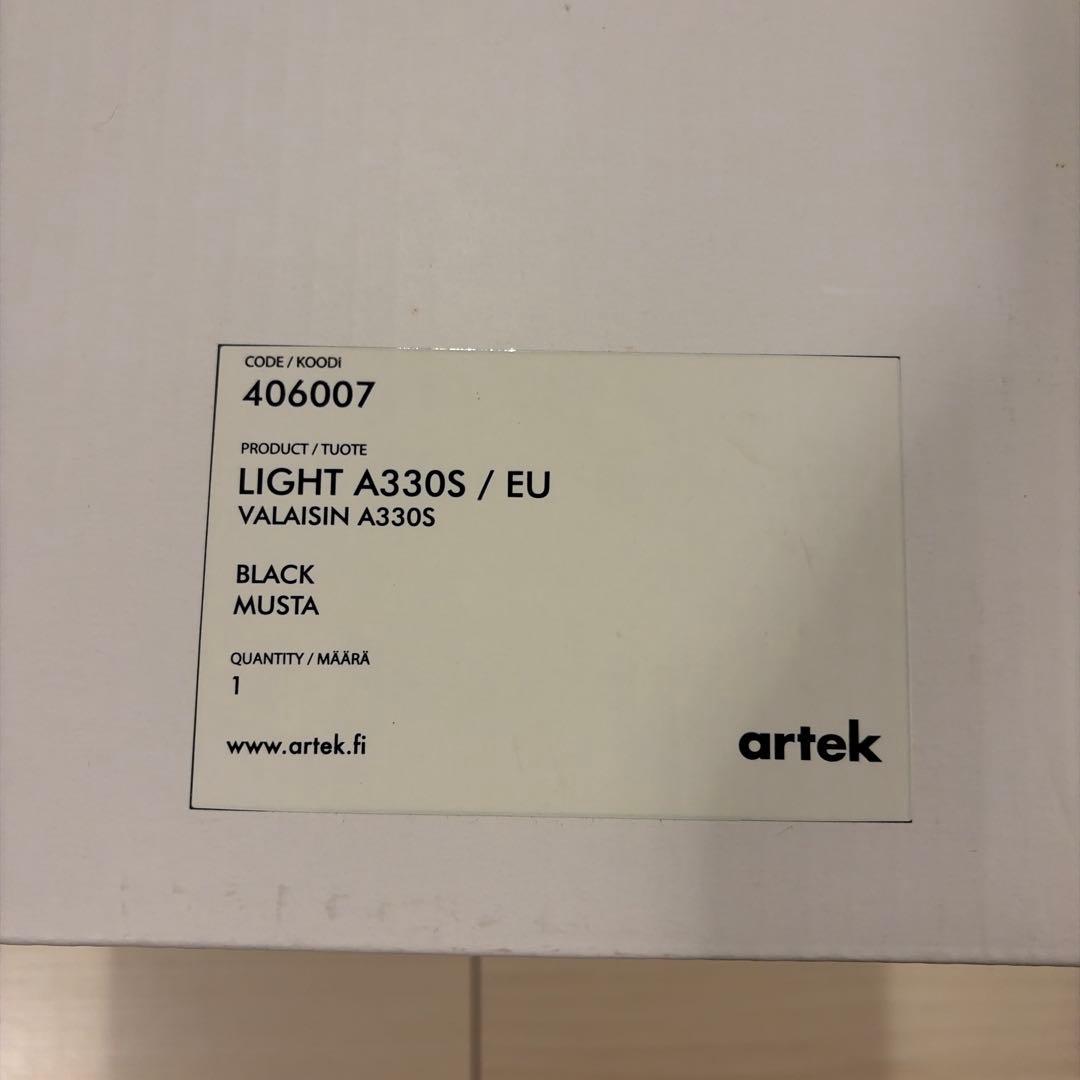 CODE / KOODi
406007
PRODUCT / TUOTE
LIGHT A330S / EU
VALAISIN A330S
BLACK
MUSTA
QUANTITY / MÄÄRÄ
1
www.artek.fi
artek